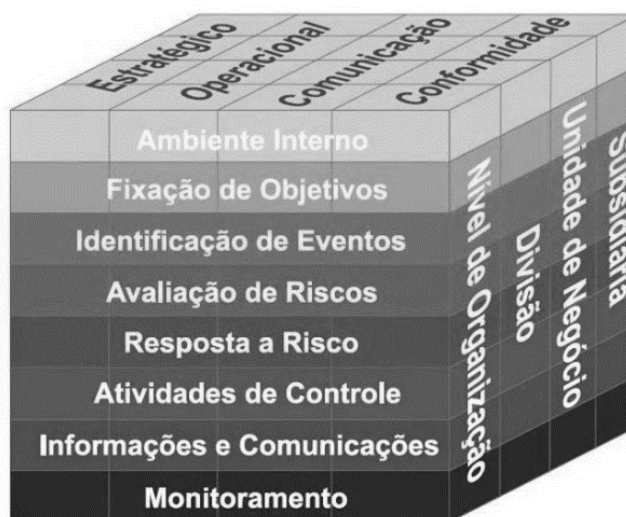 Estratégico
Operacional
Comunicação
Conformidade
Ambiente Interno
Fixação de Objetivos
Identificação de Eventos
Avaliação de Riscos
Resposta a Risco
Atividades de Controle
Informações e Comunicações
Monitoramento
Nível de Organização
Divisão
Unidade de Negócio
Subsidiária